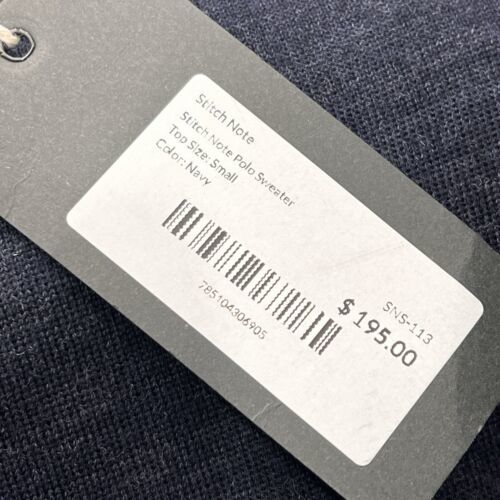 Stitch Note
Stitch Note Polo Sweater
Top Size: Small
Color: Navy
785104306905
SNS-113
$195.00